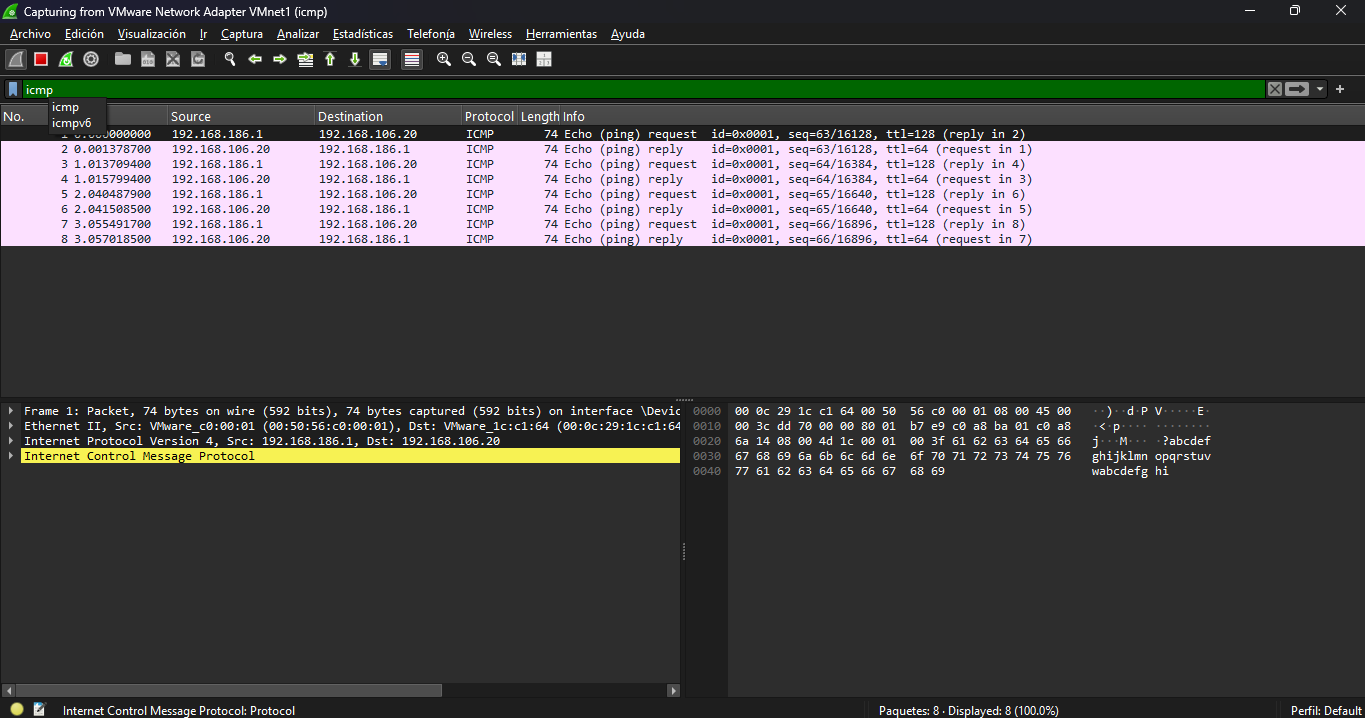 Capturing from VMware Network Adapter VMnet1 (icmp)
Archivo Edición Visualización Ir Captura Analizar Estadísticas Telefonía Wireless Herramientas Ayuda
icmp
icmp
icmpv6
No. Source Destination Protocol Length Info
192.168.186.1 192.168.106.20 ICMP 74 Echo (ping) request id=0x0001, seq=63/16128, ttl=128 (reply in 2)
2 0.001378700 192.168.106.20 192.168.186.1 ICMP 74 Echo (ping) reply id=0x0001, seq=63/16128, ttl=64 (request in 1)
3 1.013709400 192.168.186.1 192.168.106.20 ICMP 74 Echo (ping) request id=0x0001, seq=64/16384, ttl=128 (reply in 4)
4 1.015799400 192.168.106.20 192.168.186.1 ICMP 74 Echo (ping) reply id=0x0001, seq=64/16384, ttl=64 (request in 3)
5 2.040487900 192.168.186.1 192.168.106.20 ICMP 74 Echo (ping) request id=0x0001, seq=65/16640, ttl=128 (reply in 6)
6 2.041508500 192.168.106.20 192.168.186.1 ICMP 74 Echo (ping) reply id=0x0001, seq=65/16640, ttl=64 (request in 5)
7 3.055491700 192.168.186.1 192.168.106.20 ICMP 74 Echo (ping) request id=0x0001, seq=66/16896, ttl=128 (reply in 8)
8 3.057018500 192.168.106.20 192.168.186.1 ICMP 74 Echo (ping) reply id=0x0001, seq=66/16896, ttl=64 (request in 7)
Frame 1: Packet, 74 bytes on wire (592 bits), 74 bytes captured (592 bits) on interface \Devic
Ethernet II, Src: VMware_c0:00:01 (00:50:56:c0:00:01), Dst: VMware_1c:c1:64 (00:0c:29:1c:c1:64
Internet Protocol Version 4, Src: 192.168.186.1, Dst: 192.168.106.20
Internet Control Message Protocol
0000 00 0c 29 1c c1 64 00 50 56 c0 00 01 08 00 45 00 ··)··d·P V·····E·
0010 00 3c dd 70 00 00 80 01 b7 e9 c0 a8 ba 01 c0 a8 ·<·p···· ········
0020 6a 14 08 00 4d 1c 00 01 00 3f 61 62 63 64 65 66 j···M··· ·?abcdef
0030 67 68 69 6a 6b 6c 6d 6e 6f 70 71 72 73 74 75 76 ghijklmn opqrstuv
0040 77 61 62 63 64 65 66 67 68 69 wabcdefg hi
Internet Control Message Protocol: Protocol
Paquetes: 8 · Displayed: 8 (100.0%)
Perfil: Default